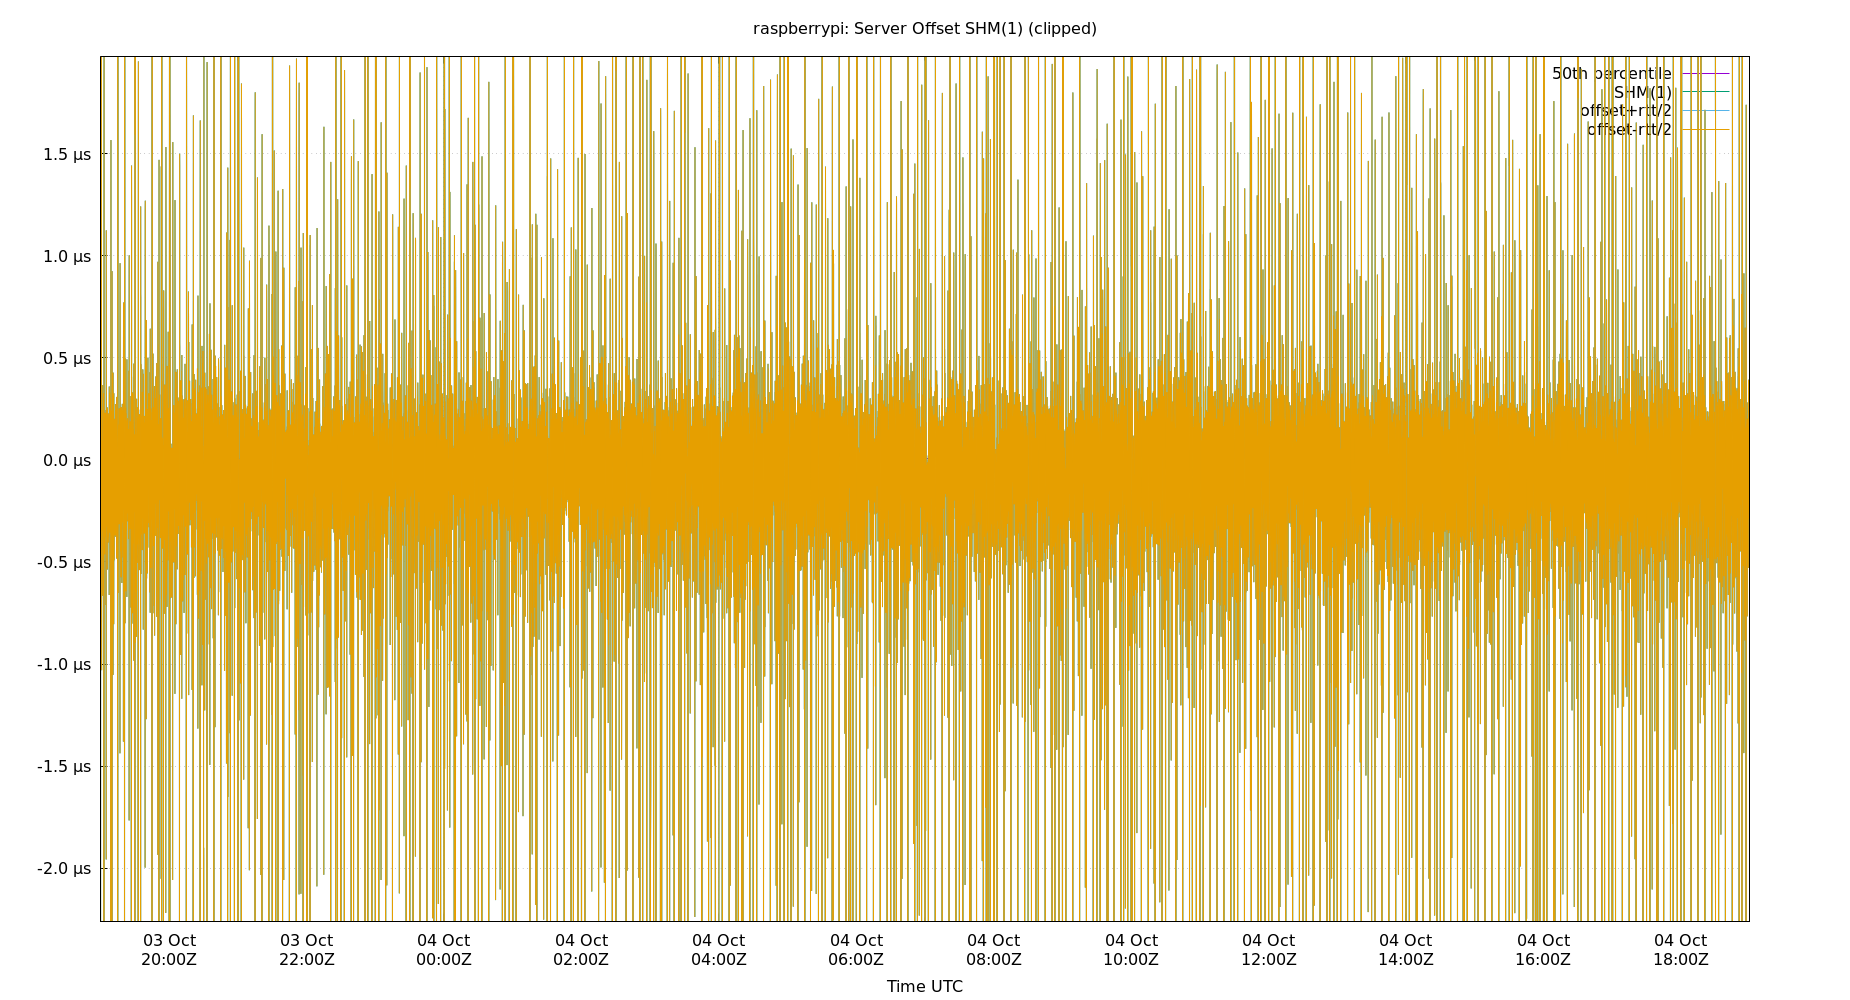 raspberrypi: Server Offset SHM(1) (clipped)
50th percentile
SHM(1)
offset+rtt/2
offset-rtt/2
1.5 µs
1.0 µs
0.5 µs
0.0 µs
-0.5 µs
-1.0 µs
-1.5 µs
-2.0 µs
03 Oct 03 Oct 04 Oct 04 Oct 04 Oct 04 Oct 04 Oct 04 Oct 04 Oct 04 Oct 04 Oct 04 Oct
20:00Z 22:00Z 00:00Z 02:00Z 04:00Z 06:00Z 08:00Z 10:00Z 12:00Z 14:00Z 16:00Z 18:00Z
Time UTC